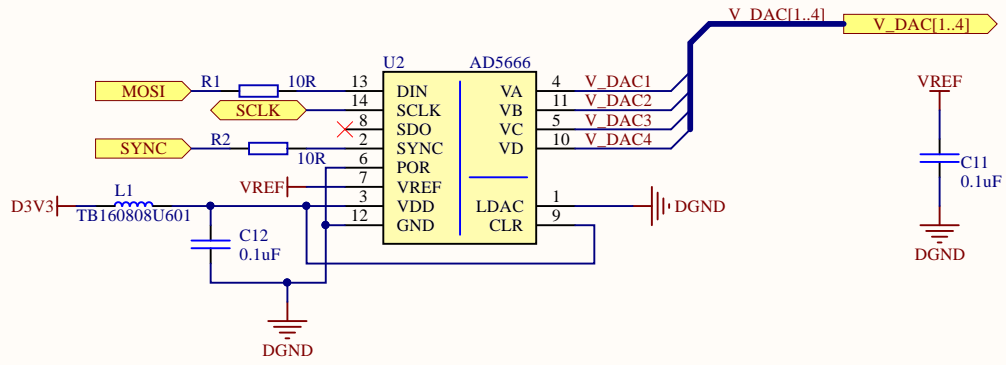 V_DAC[1..4]
V_DAC[1..4]
U2
AD5666
MOSI
R1
10R
13
DIN
VA
4
V_DAC1
SCLK
14
SCLK
VB
11
V_DAC2
8
SDO
VC
5
V_DAC3
SYNC
R2
10R
2
SYNC
VD
10
V_DAC4
6
POR
VREF
7
VREF
D3V3
L1
TB160808U601
3
VDD
LDAC
1
DGND
12
GND
CLR
9
C12
0.1uF
DGND
VREF
C11
0.1uF
DGND